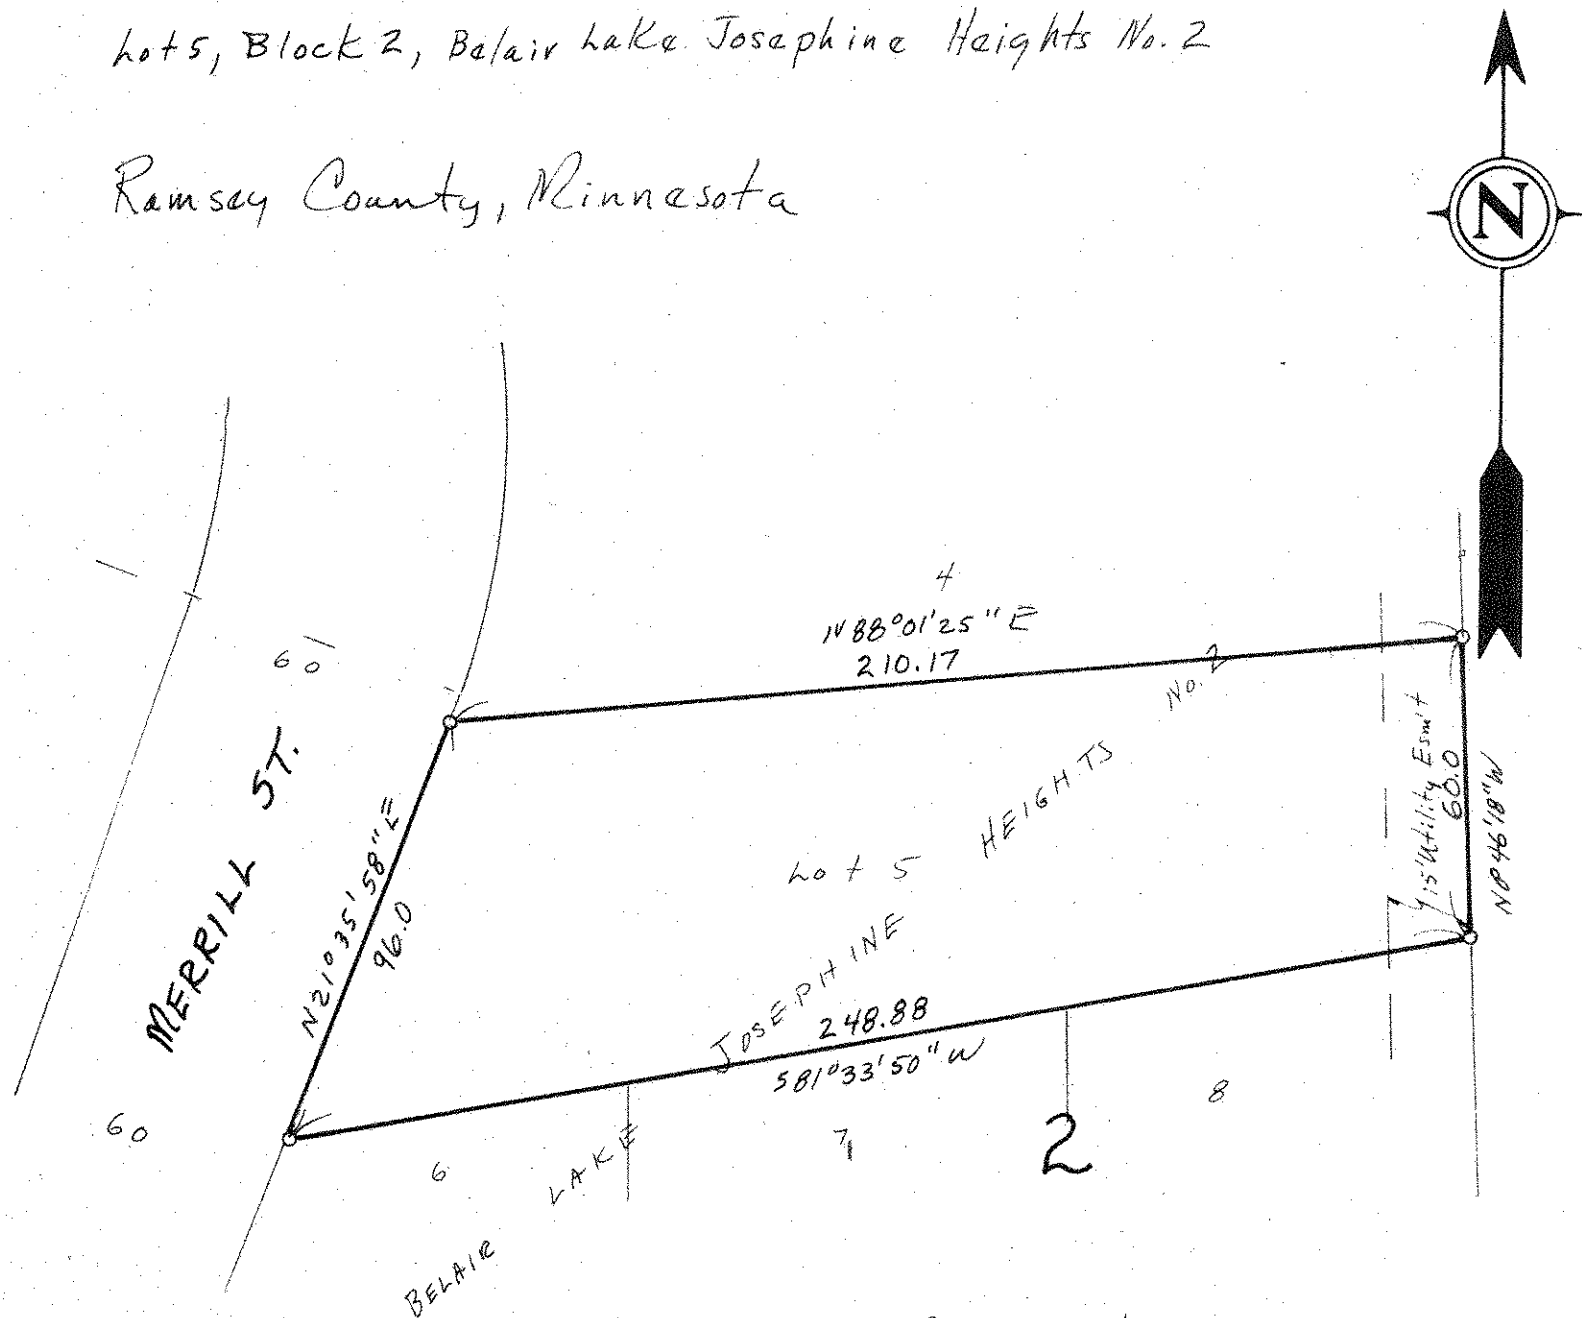 Lot 5, Block 2, Belair Lake Josephine Heights No. 2
Ramsey County, Minnesota
N
4
N 88°01'25" E
210.17
60
MERRILL ST.
N21°35'58"E
96.0
Lot 5
BELAIR LAKE JOSEPHINE HEIGHTS No. 2
15' Utility Esm't
60.0
N0°46'18"W
248.88
S81°33'50"W
60
6
7
2
8